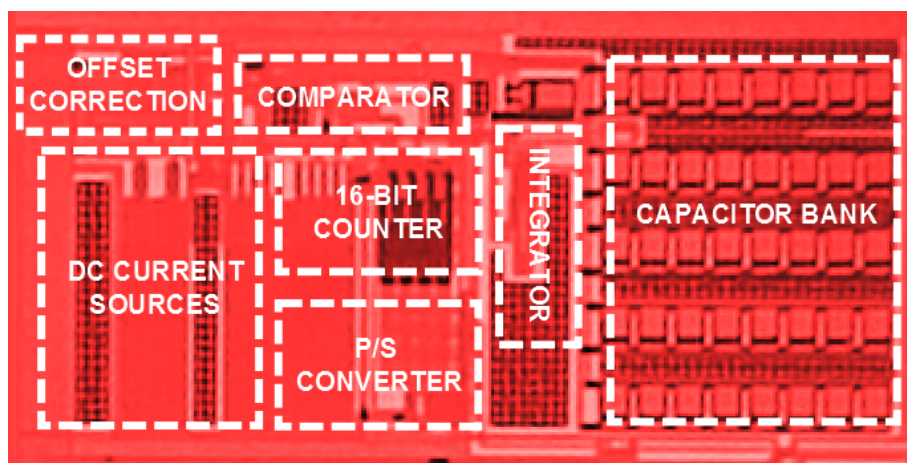 OFFSET
CORRECTION
COMPARATOR
16-BIT
COUNTER
INTEGRATOR
CAPACITOR BANK
DC CURRENT
SOURCES
P/S
CONVERTER